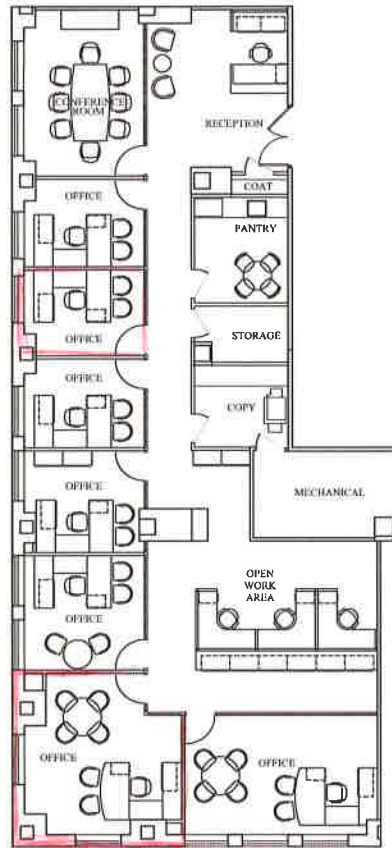 CONFERENCE
ROOM
RECEPTION
OFFICE
COAT
PANTRY
OFFICE
STORAGE
OFFICE
COPY
OFFICE
MECHANICAL
OPEN
WORK
AREA
OFFICE
OFFICE
OFFICE